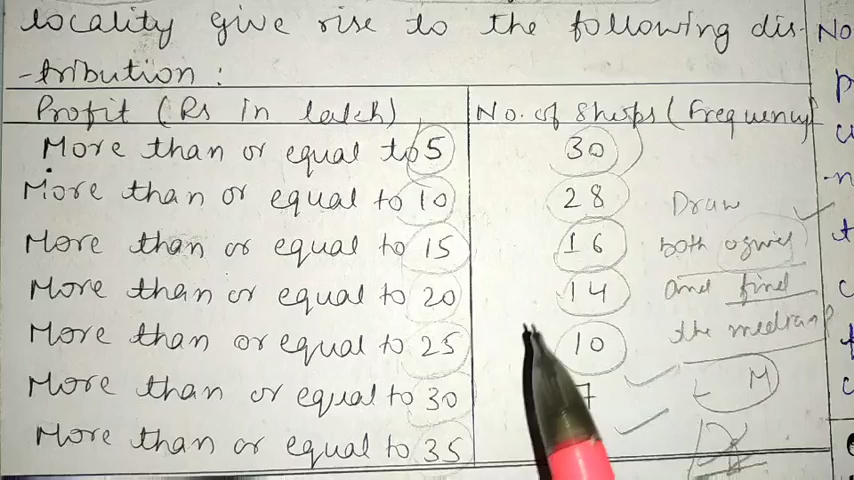 locality give rise to the following dis-
-tribution :
Profit (Rs in latch) No. of Shops (Frequency)
More than or equal to 5 30
More than or equal to 10 28
More than or equal to 15 16
More than or equal to 20 14
More than or equal to 25 10
More than or equal to 30 7
More than or equal to 35
Draw
both ogives
and find
the median?
M
No